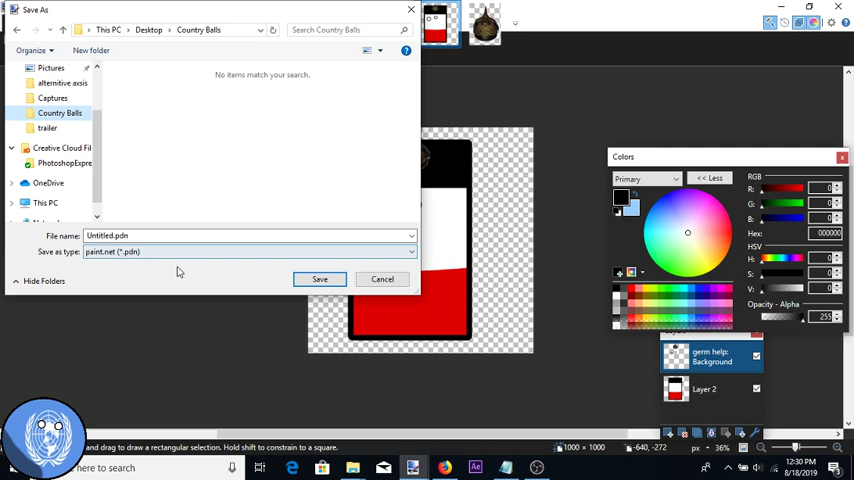 Save As
This PC > Desktop > Country Balls
Search Country Balls
Organize
New folder
Pictures
alternitive axsis
Captures
Country Balls
trailer
Creative Cloud Fil
PhotoshopExpre
OneDrive
This PC
No items match your search.
File name: Untitled.pdn
Save as type: paint.net (*.pdn)
Hide Folders
Save
Cancel
Colors
Primary
<< Less
RGB
R: 0
G: 0
B: 0
Hex: 000000
HSV
H: 0
S: 0
V: 0
Opacity - Alpha
255
germ help:
Background
Layer 2
and drag to draw a rectangular selection. Hold shift to constrain to a square.
1000 × 1000
-640, -272
px
36%
here to search
Ae
12:30 PM
8/18/2019
3